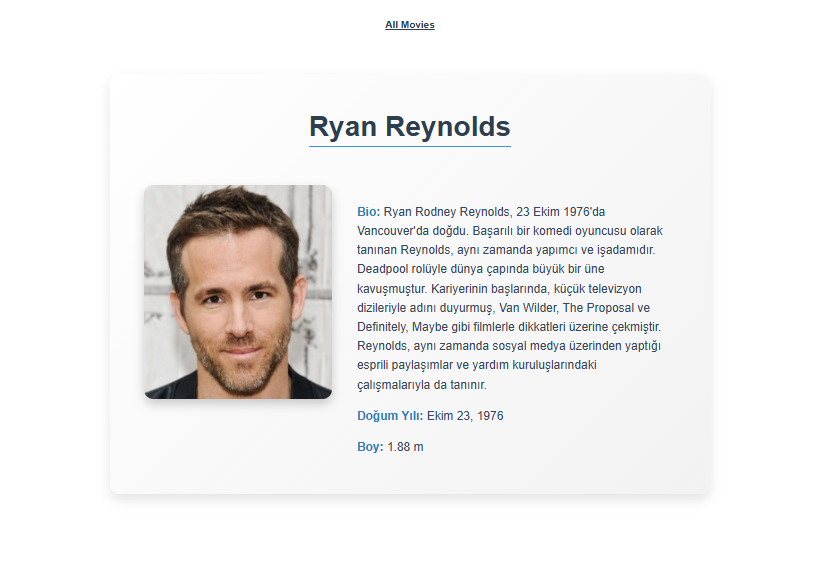 All Movies
Ryan Reynolds
Bio: Ryan Rodney Reynolds, 23 Ekim 1976'da
Vancouver'da doğdu. Başarılı bir komedi oyuncusu olarak
tanınan Reynolds, aynı zamanda yapımcı ve işadamıdır.
Deadpool rolüyle dünya çapında büyük bir üne
kavuşmuştur. Kariyerinin başlarında, küçük televizyon
dizileriyle adını duyurmuş, Van Wilder, The Proposal ve
Definitely, Maybe gibi filmlerle dikkatleri üzerine çekmiştir.
Reynolds, aynı zamanda sosyal medya üzerinden yaptığı
esprili paylaşımlar ve yardım kuruluşlarındaki
çalışmalarıyla da tanınır.
Doğum Yılı: Ekim 23, 1976
Boy: 1.88 m